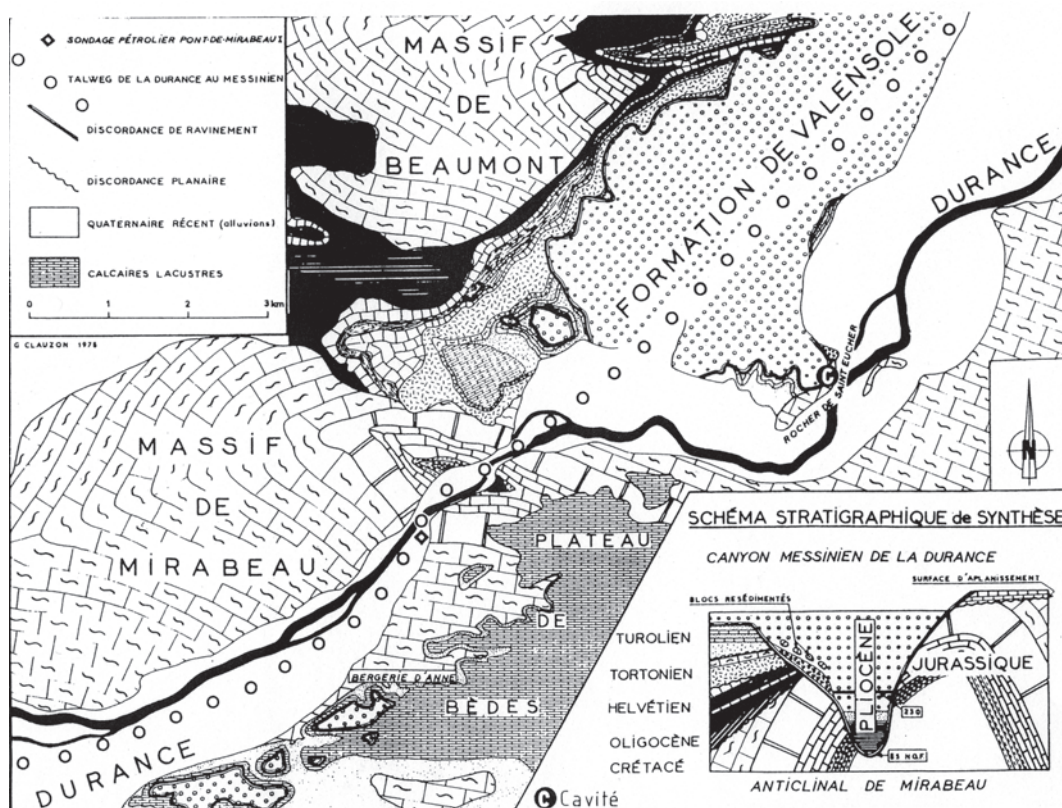 SONDAGE PÉTROLIER PONT-DE-MIRABEAU I
TALWEG DE LA DURANCE AU MESSINIEN
DISCORDANCE DE RAVINEMENT
DISCORDANCE PLANAIRE
QUATERNAIRE RÉCENT (alluvions)
CALCAIRES LACUSTRES
0 1 2 3 km
G CLAUZON 1978
MASSIF
DE
BEAUMONT
FORMATION DE VALENSOLE
DURANCE
ROCHER DE SAINT EUCHER
C
N
MASSIF
DE
MIRABEAU
PLATEAU
DE
BÈDES
BERGERIE D'ANNE
DURANCE
SCHÉMA STRATIGRAPHIQUE de SYNTHÈSE
CANYON MESSINIEN DE LA DURANCE
SURFACE D'APLANISSEMENT
BLOCS RESÉDIMENTÉS
TUROLIEN
TORTONIEN
HELVÉTIEN
OLIGOCÈNE
CRÉTACÉ
PLIOCÈNE
JURASSIQUE
230
85 N.G.F
ANTICLINAL DE MIRABEAU
C Cavité